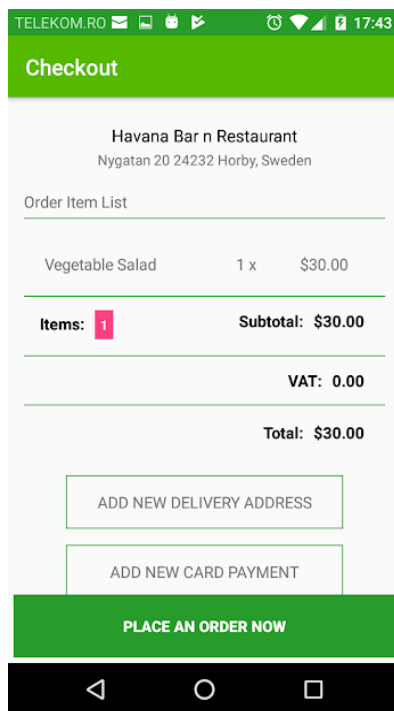 TELEKOM.RO 17:43
Checkout
Havana Bar n Restaurant
Nygatan 20 24232 Horby, Sweden
Order Item List
Vegetable Salad 1 x $30.00
Items: 1 Subtotal: $30.00
VAT: 0.00
Total: $30.00
ADD NEW DELIVERY ADDRESS
ADD NEW CARD PAYMENT
PLACE AN ORDER NOW